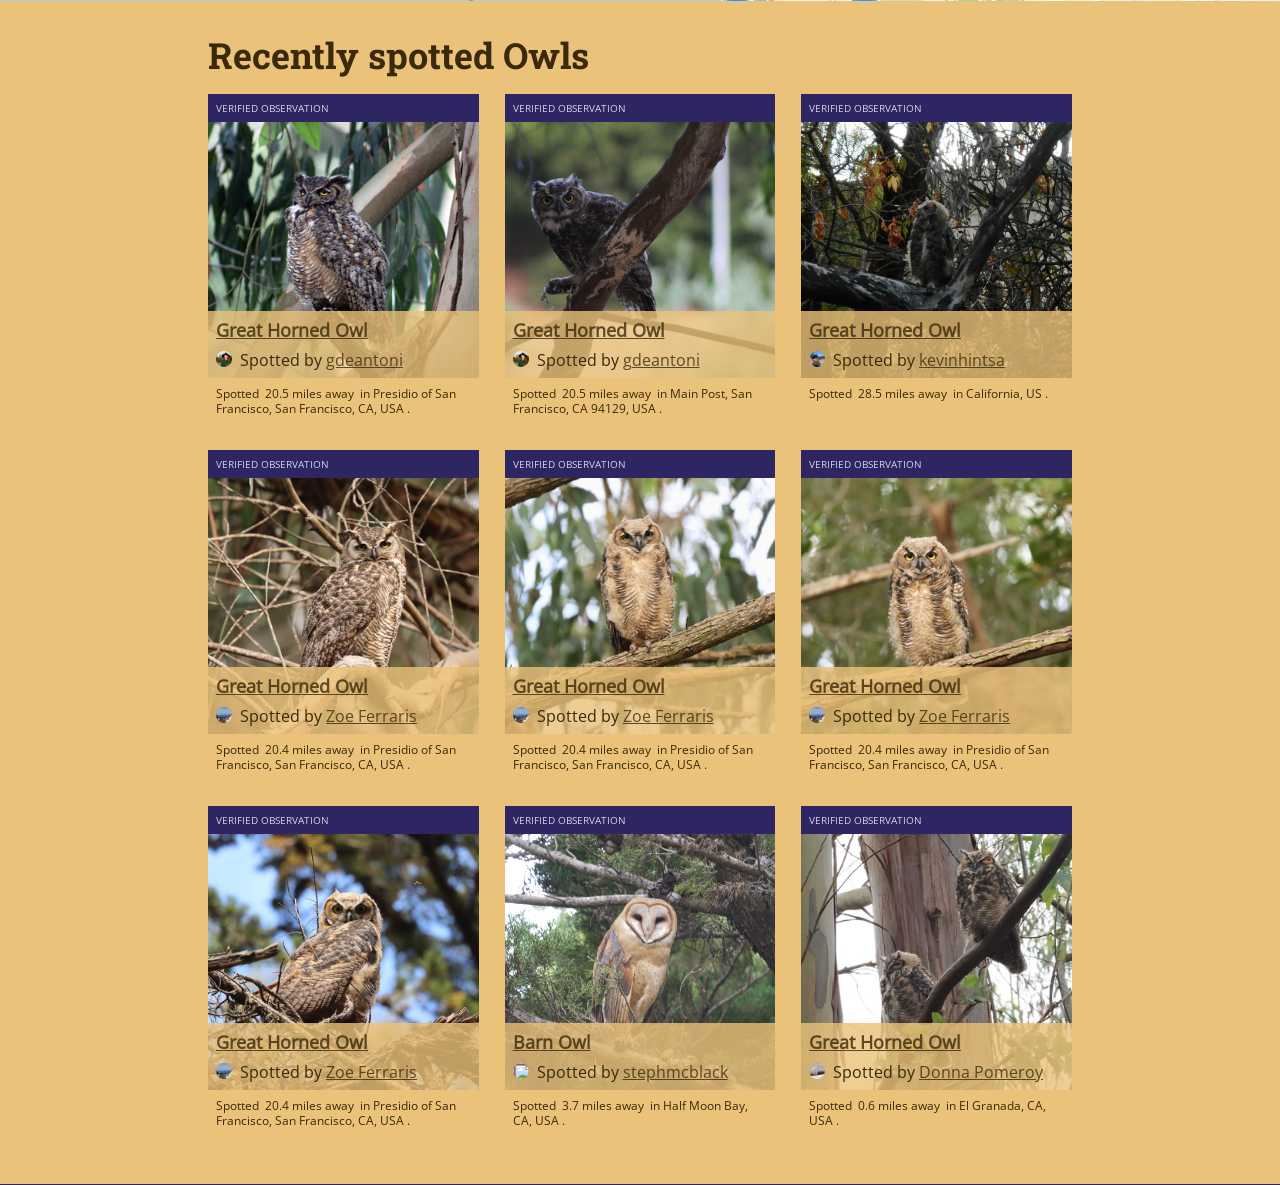 Recently spotted Owls
VERIFIED OBSERVATION
Great Horned Owl
Spotted by gdeantoni
Spotted 20.5 miles away in Presidio of San
Francisco, San Francisco, CA, USA .
VERIFIED OBSERVATION
Great Horned Owl
Spotted by gdeantoni
Spotted 20.5 miles away in Main Post, San
Francisco, CA 94129, USA .
VERIFIED OBSERVATION
Great Horned Owl
Spotted by kevinhintsa
Spotted 28.5 miles away in California, US .
VERIFIED OBSERVATION
Great Horned Owl
Spotted by Zoe Ferraris
Spotted 20.4 miles away in Presidio of San
Francisco, San Francisco, CA, USA .
VERIFIED OBSERVATION
Great Horned Owl
Spotted by Zoe Ferraris
Spotted 20.4 miles away in Presidio of San
Francisco, San Francisco, CA, USA .
VERIFIED OBSERVATION
Great Horned Owl
Spotted by Zoe Ferraris
Spotted 20.4 miles away in Presidio of San
Francisco, San Francisco, CA, USA .
VERIFIED OBSERVATION
Great Horned Owl
Spotted by Zoe Ferraris
Spotted 20.4 miles away in Presidio of San
Francisco, San Francisco, CA, USA .
VERIFIED OBSERVATION
Barn Owl
Spotted by stephmcblack
Spotted 3.7 miles away in Half Moon Bay,
CA, USA .
VERIFIED OBSERVATION
Great Horned Owl
Spotted by Donna Pomeroy
Spotted 0.6 miles away in El Granada, CA,
USA .